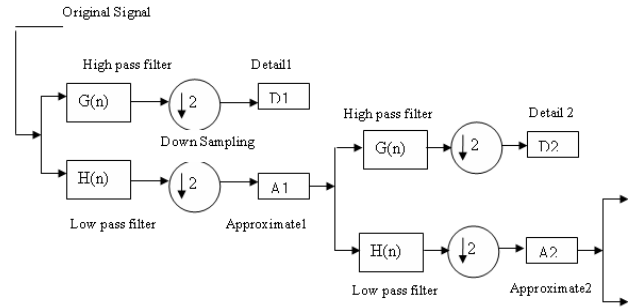 Original Signal
High pass filter
Detail1
G(n)
2
D1
Down Sampling
H(n)
2
A1
Low pass filter
Approximate1
High pass filter
Detail 2
G(n)
2
D2
H(n)
2
A2
Low pass filter
Approximate2